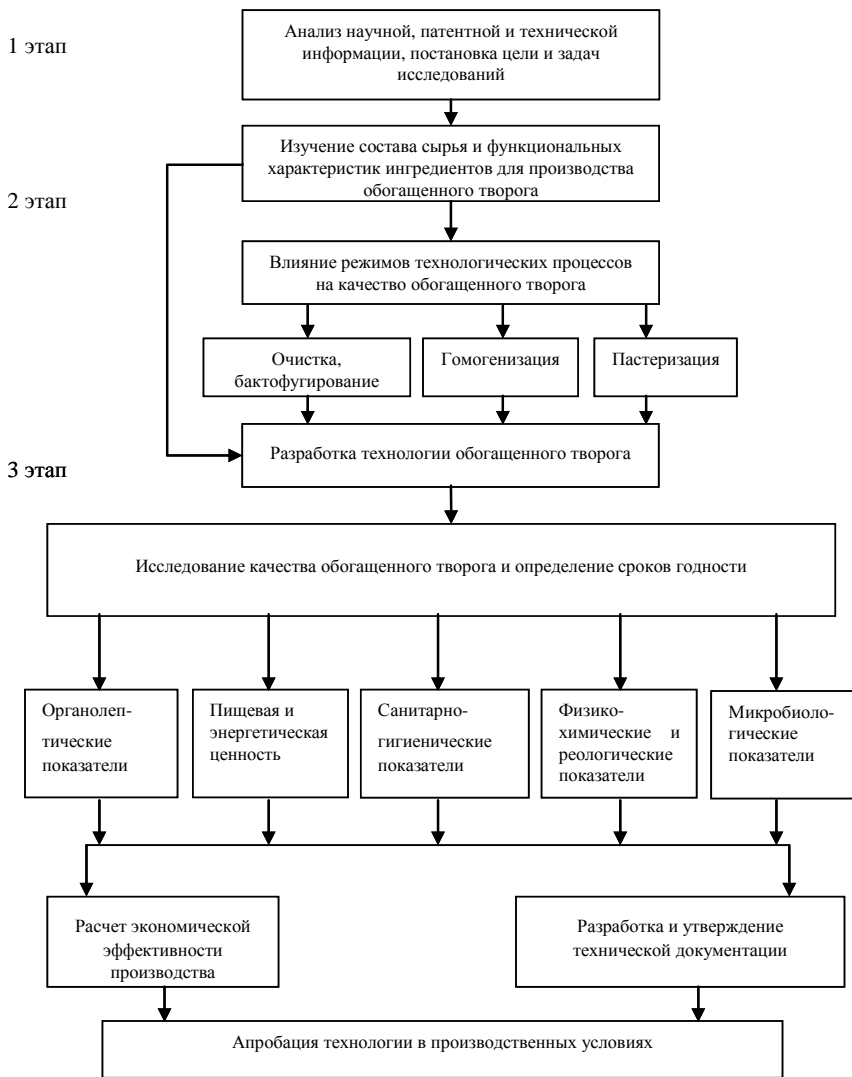 1 этап
Анализ научной, патентной и технической
информации, постановка цели и задач
исследований
Изучение состава сырья и функциональных
характеристик ингредиентов для производства
обогащенного творога
2 этап
Влияние режимов технологических процессов
на качество обогащенного творога
Очистка,
бактофугирование
Гомогенизация
Пастеризация
Разработка технологии обогащенного творога
3 этап
Исследование качества обогащенного творога и определение сроков годности
Органолеп-
тические
показатели
Пищевая и
энергетическая
ценность
Санитарно-
гигиенические
показатели
Физико-
химические и
реологические
показатели
Микробиоло-
гические
показатели
Расчет экономической
эффективности
производства
Разработка и утверждение
технической документации
Апробация технологии в производственных условиях